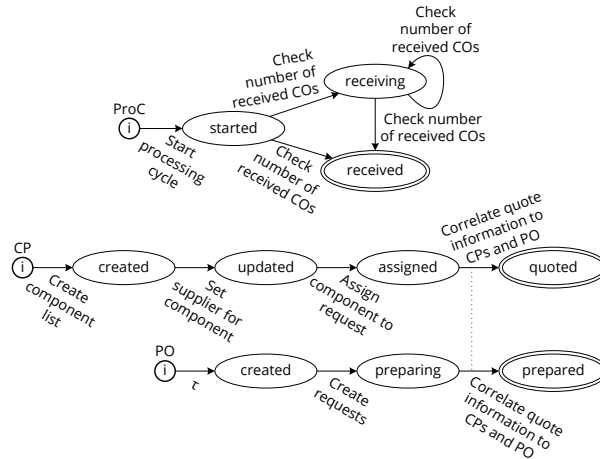 Check
number of
received COs
Check
number of
received COs
receiving
ProC
i
started
Check number
of received COs
Start
processing
cycle
Check
number of
received COs
received
Correlate quote
information to
CPs and PO
CP
i
created
updated
assigned
quoted
Create
component
list
Set
supplier for
component
Assign
component to
request
PO
i
created
preparing
prepared
τ
Create
requests
Correlate quote
information to
CPs and PO